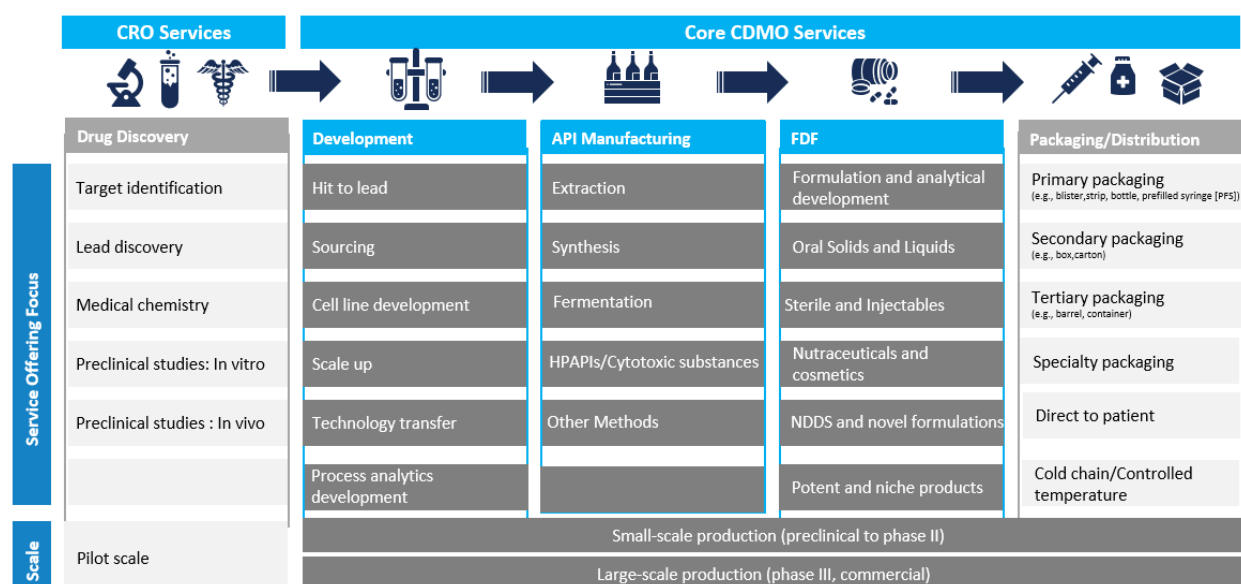 CRO Services
Core CDMO Services
Drug Discovery
Development
API Manufacturing
FDF
Packaging/Distribution
Service Offering Focus
Target identification
Hit to lead
Extraction
Formulation and analytical
development
Primary packaging
(e.g., blister,strip, bottle, prefilled syringe [PFS])
Lead discovery
Sourcing
Synthesis
Oral Solids and Liquids
Secondary packaging
(e.g., box,carton)
Medical chemistry
Cell line development
Fermentation
Sterile and Injectables
Tertiary packaging
(e.g., barrel, container)
Preclinical studies: In vitro
Scale up
HPAPIs/Cytotoxic substances
Nutraceuticals and
cosmetics
Specialty packaging
Preclinical studies : In vivo
Technology transfer
Other Methods
NDDS and novel formulations
Direct to patient
Process analytics
development
Potent and niche products
Cold chain/Controlled
temperature
Scale
Pilot scale
Small-scale production (preclinical to phase II)
Large-scale production (phase III, commercial)